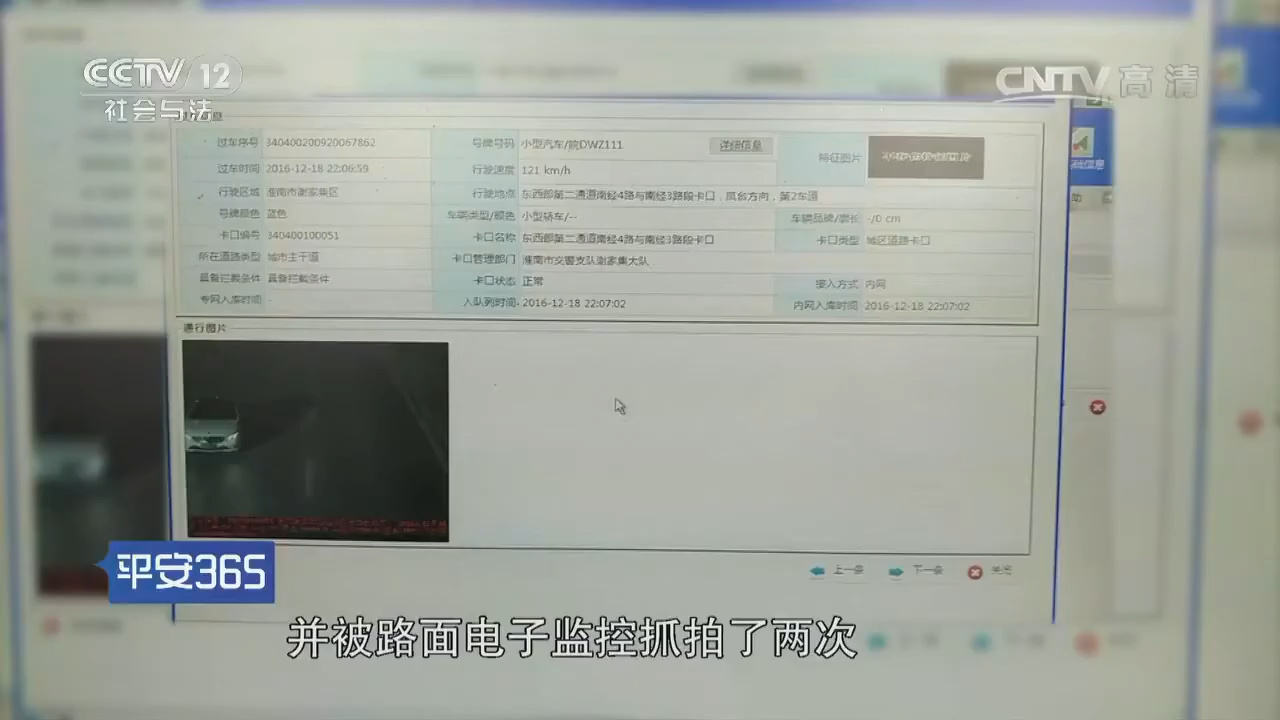 CCTV 12
社会与法
CNTV 高清
过车序号 340400200920067862 号牌号码 小型汽车/皖DWZ111 详细信息 特征图片
过车时间 2016-12-18 22:06:59 行驶速度 121 km/h
行驶区域 淮南市谢家集区 行驶地点 东西部第二通道南经4路与南经3路段卡口，凤台方向，第2车道
号牌颜色 蓝色 车辆类型/颜色 小型轿车/-- 车辆品牌/车长 -/0 cm
卡口编号 340400100051 卡口名称 东西部第二通道南经4路与南经3路段卡口 卡口类型 城区道路卡口
所在道路类型 城市主干道 卡口管理部门 淮南市交警支队谢家集大队
具备拦截条件 具备拦截条件 卡口状态 正常 接入方式 内网
专网入库时间 - 入队列时间 2016-12-18 22:07:02 内网入库时间 2016-12-18 22:07:02
通行图片
上一条 下一条 关闭
平安365
并被路面电子监控抓拍了两次